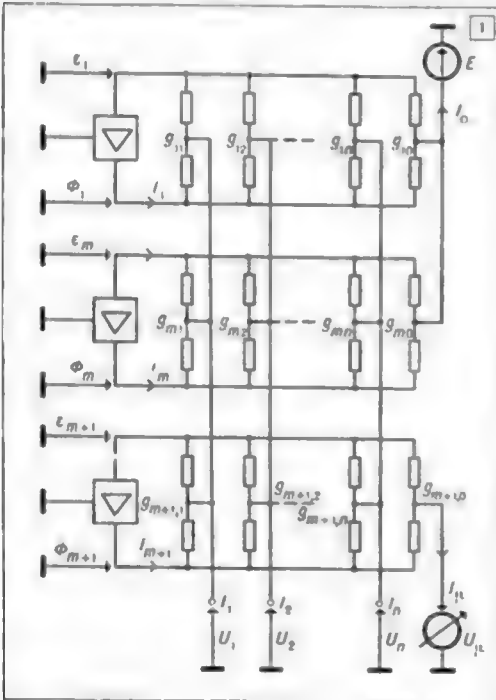 1
ε₁
E
g₁₁ g₁₂ g₁ₙ g₁₀
I₀
Φ₁ I₁
εₘ
gₘ₁ gₘ₂ gₘₙ gₘ₀
Φₘ Iₘ
εₘ₊₁
gₘ₊₁,₁ gₘ₊₁,₂ gₘ₊₁,ₙ gₘ₊₁,₀
Φₘ₊₁ Iₘ₊₁
I₁ I₂ Iₙ Iμ
U₁ U₂ Uₙ Uμ